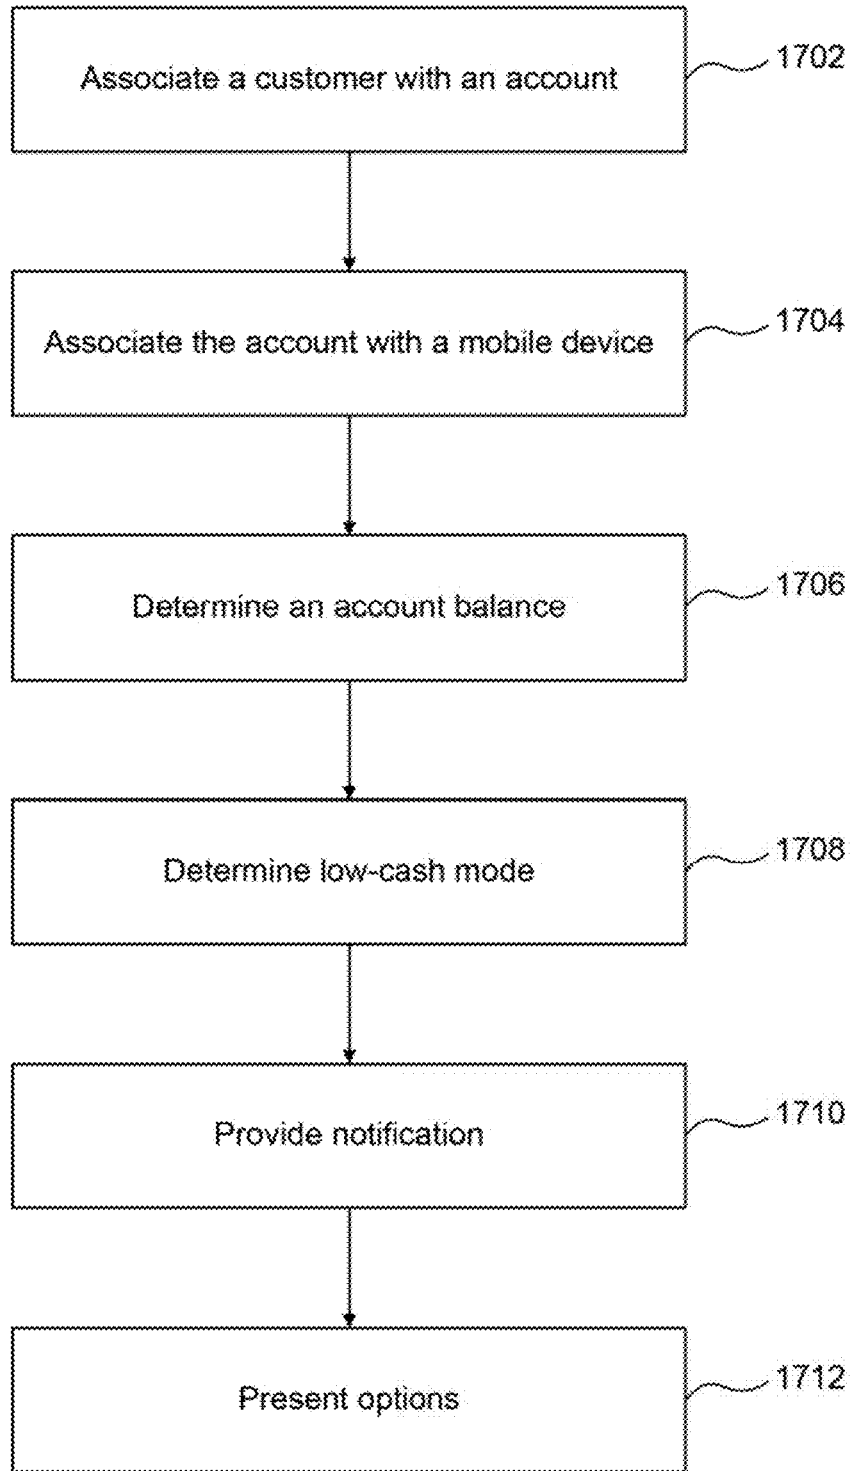 Associate a customer with an account
1702
Associate the account with a mobile device
1704
Determine an account balance
1706
Determine low-cash mode
1708
Provide notification
1710
Present options
1712